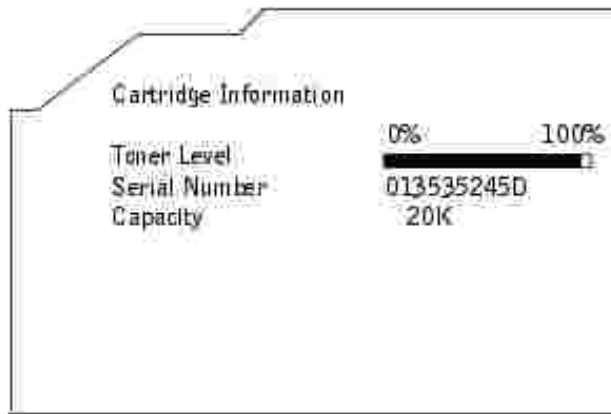 Cartridge Information
0% 100%
Toner Level
Serial Number 013535245D
Capacity 20K